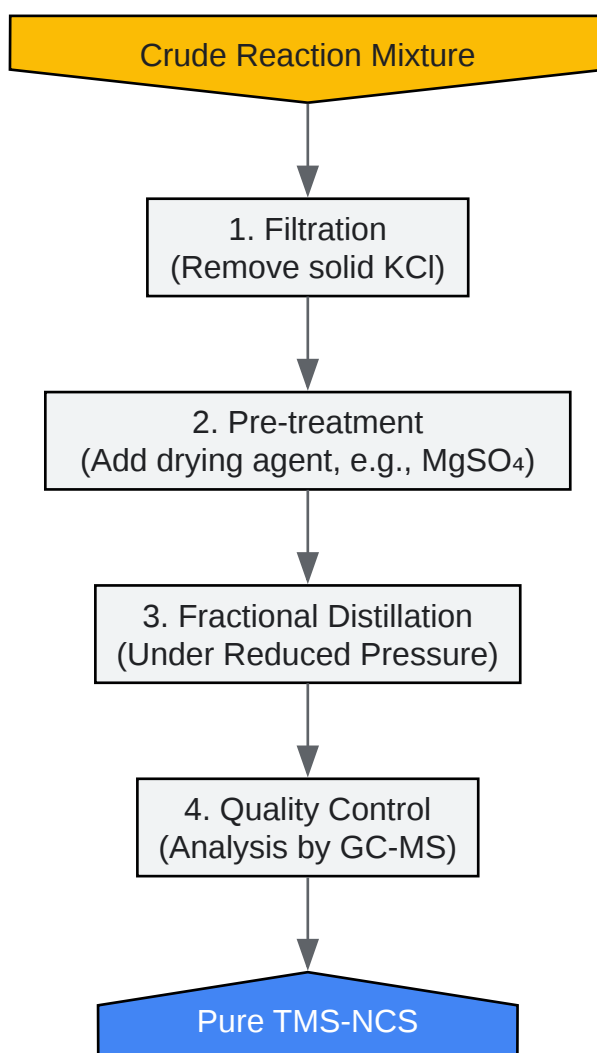 Crude Reaction Mixture
1. Filtration
(Remove solid KCl)
2. Pre-treatment
(Add drying agent, e.g., MgSO₄)
3. Fractional Distillation
(Under Reduced Pressure)
4. Quality Control
(Analysis by GC-MS)
Pure TMS-NCS